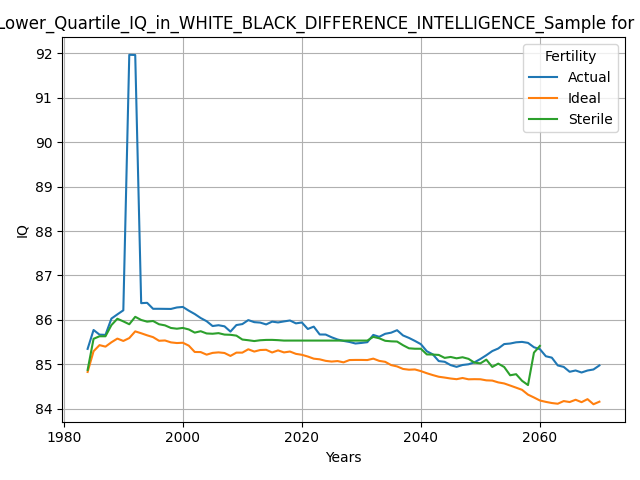 Lower_Quartile_IQ_in_WHITE_BLACK_DIFFERENCE_INTELLIGENCE_Sample for
Fertility
Actual
Ideal
Sterile
92
91
90
89
88
87
86
85
84
IQ
1980
2000
2020
2040
2060
Years